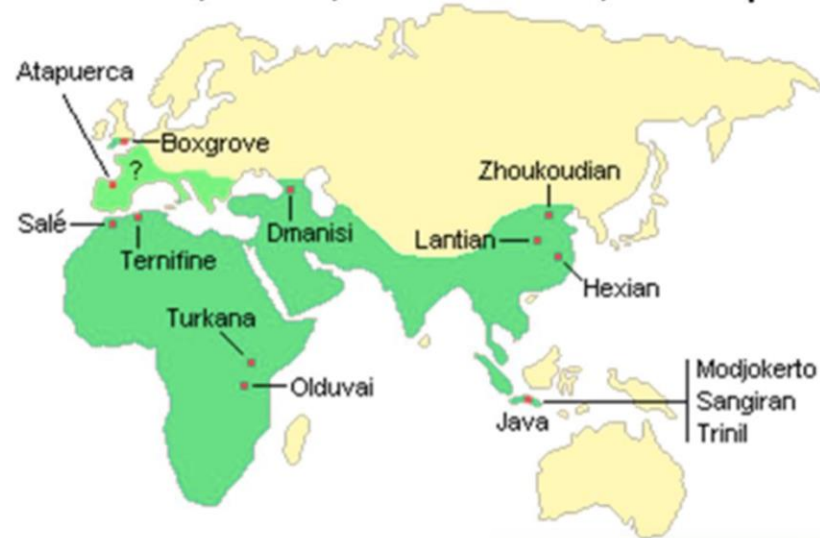 Atapuerca
Boxgrove
?
Zhoukoudian
Salé
Dmanisi
Lantian
Ternifine
Hexian
Turkana
Olduvai
Modjokerto
Sangiran
Java
Trinil